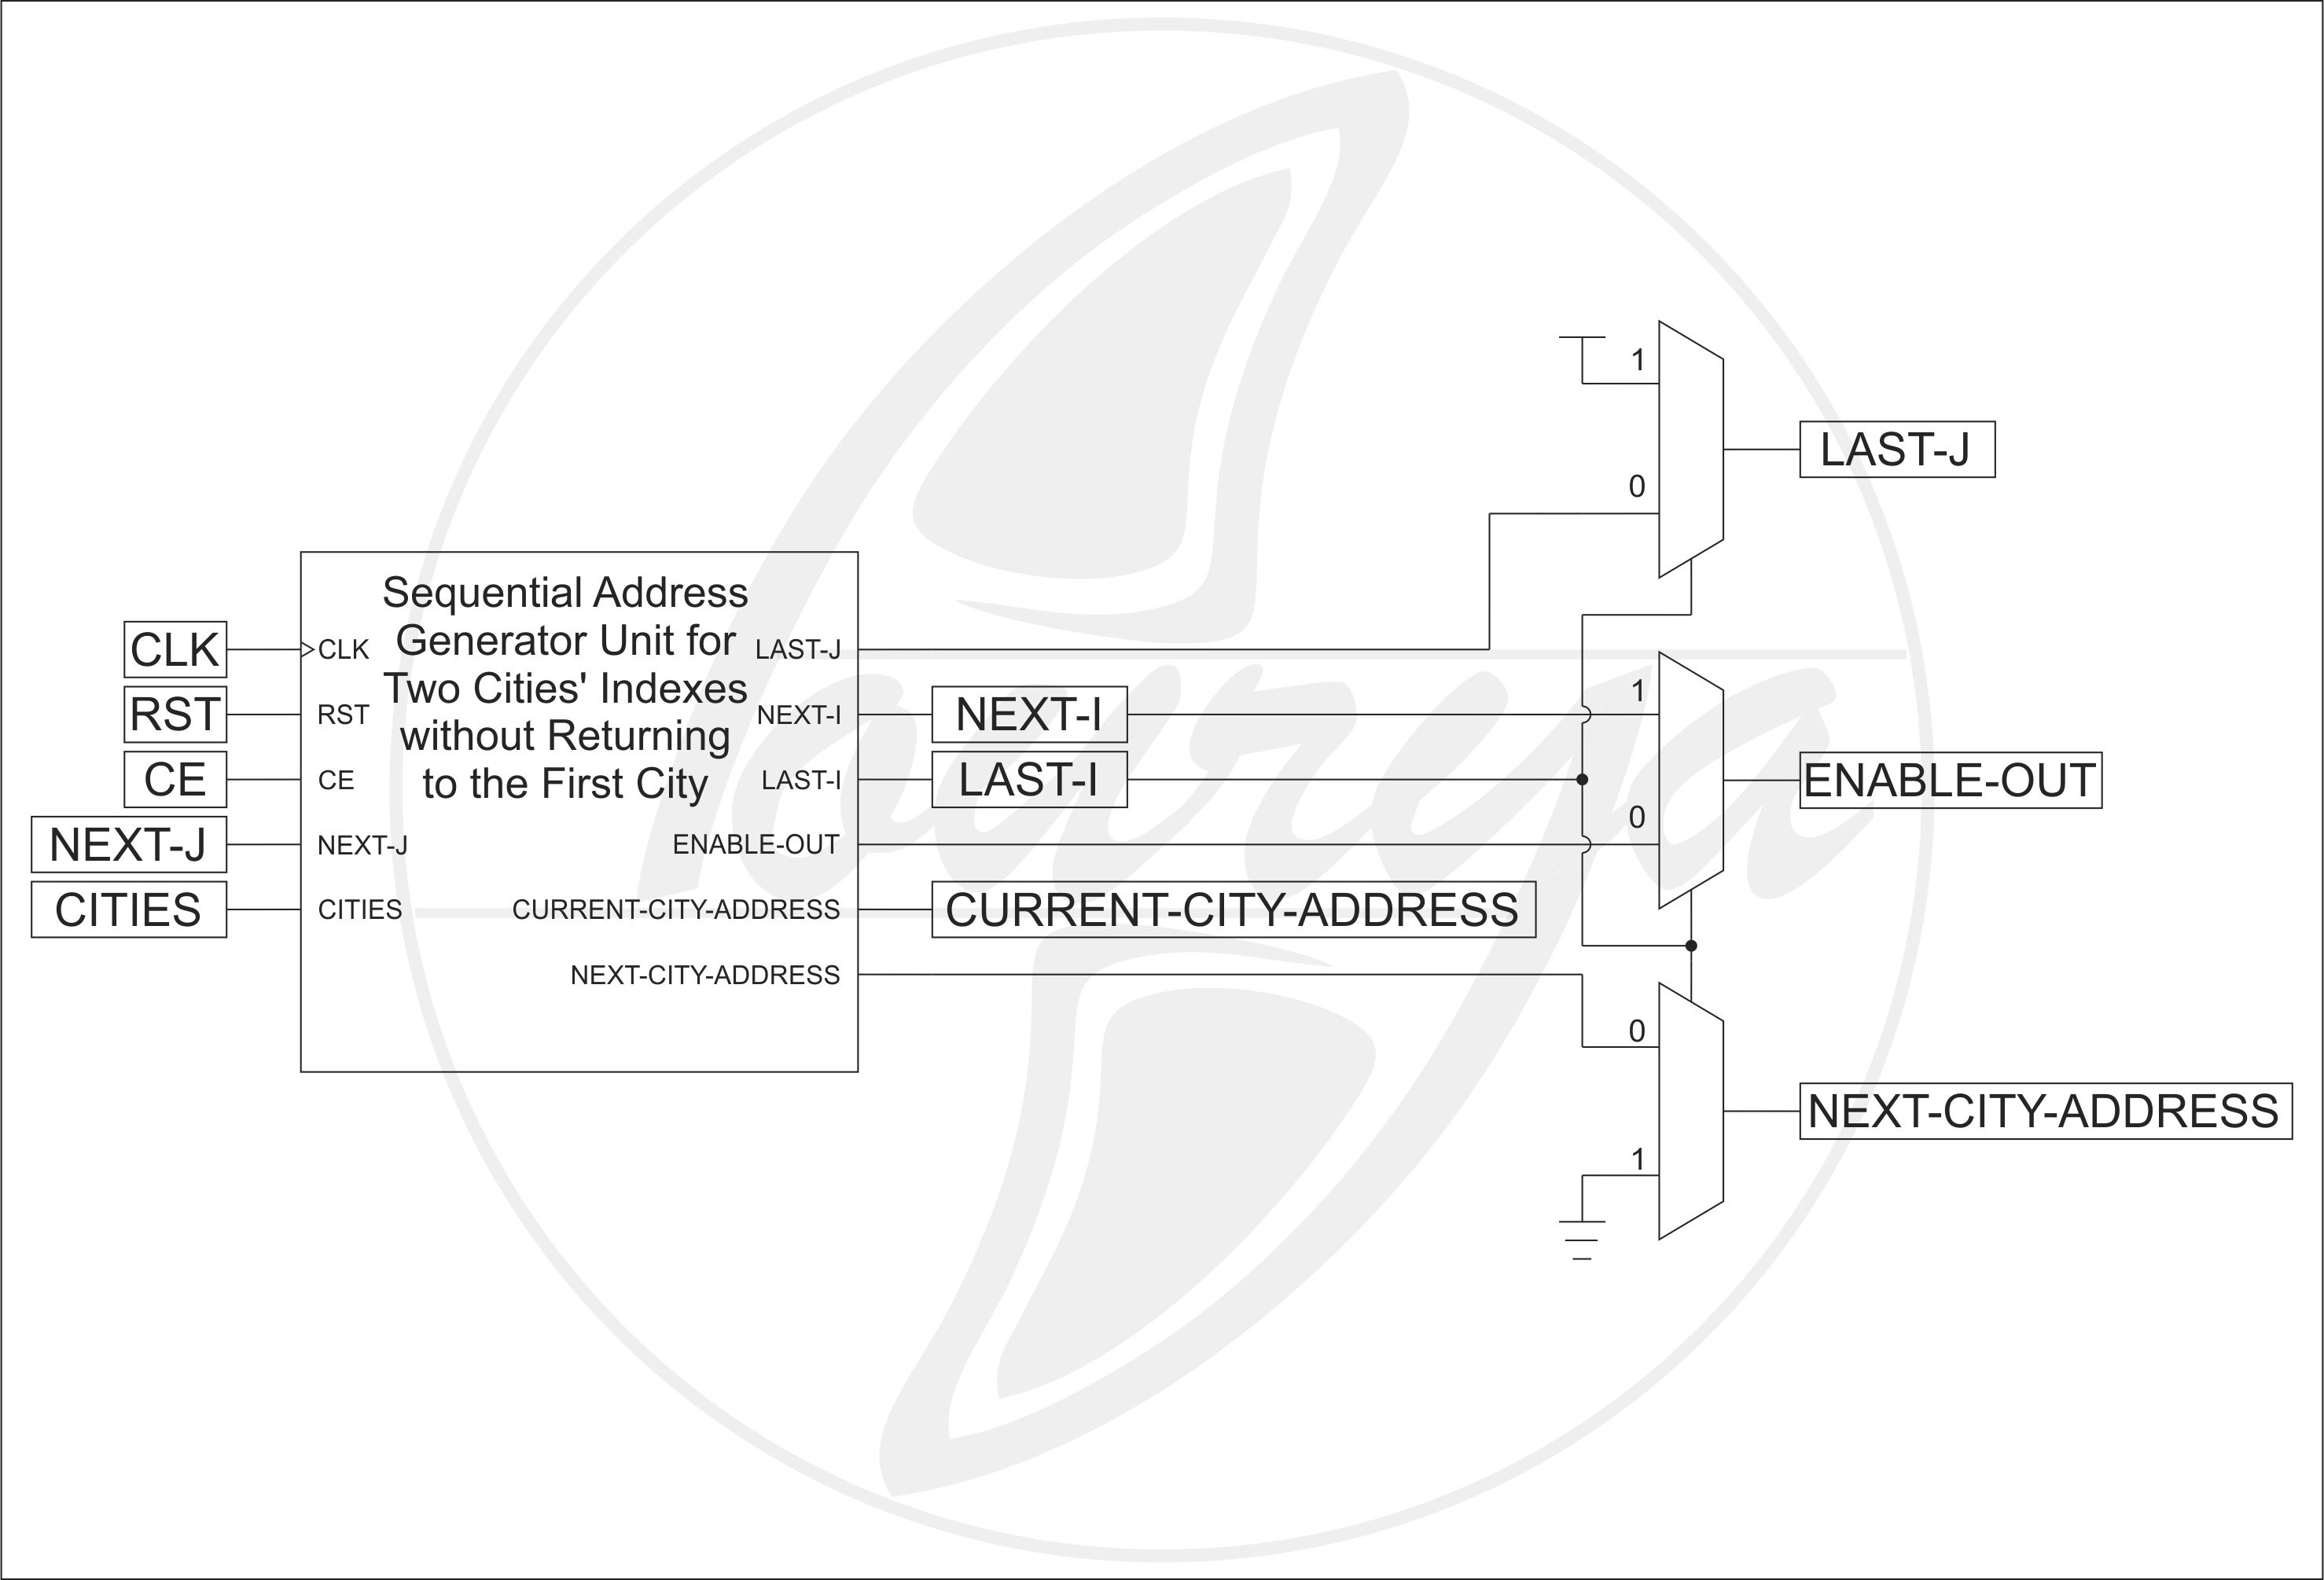 1
LAST-J
0
Sequential Address
Generator Unit for
Two Cities' Indexes
without Returning
to the First City
CLK
CLK
LAST-J
RST
RST
NEXT-I
NEXT-I
1
CE
CE
LAST-I
LAST-I
ENABLE-OUT
0
NEXT-J
NEXT-J
ENABLE-OUT
CITIES
CITIES
CURRENT-CITY-ADDRESS
CURRENT-CITY-ADDRESS
NEXT-CITY-ADDRESS
0
NEXT-CITY-ADDRESS
1